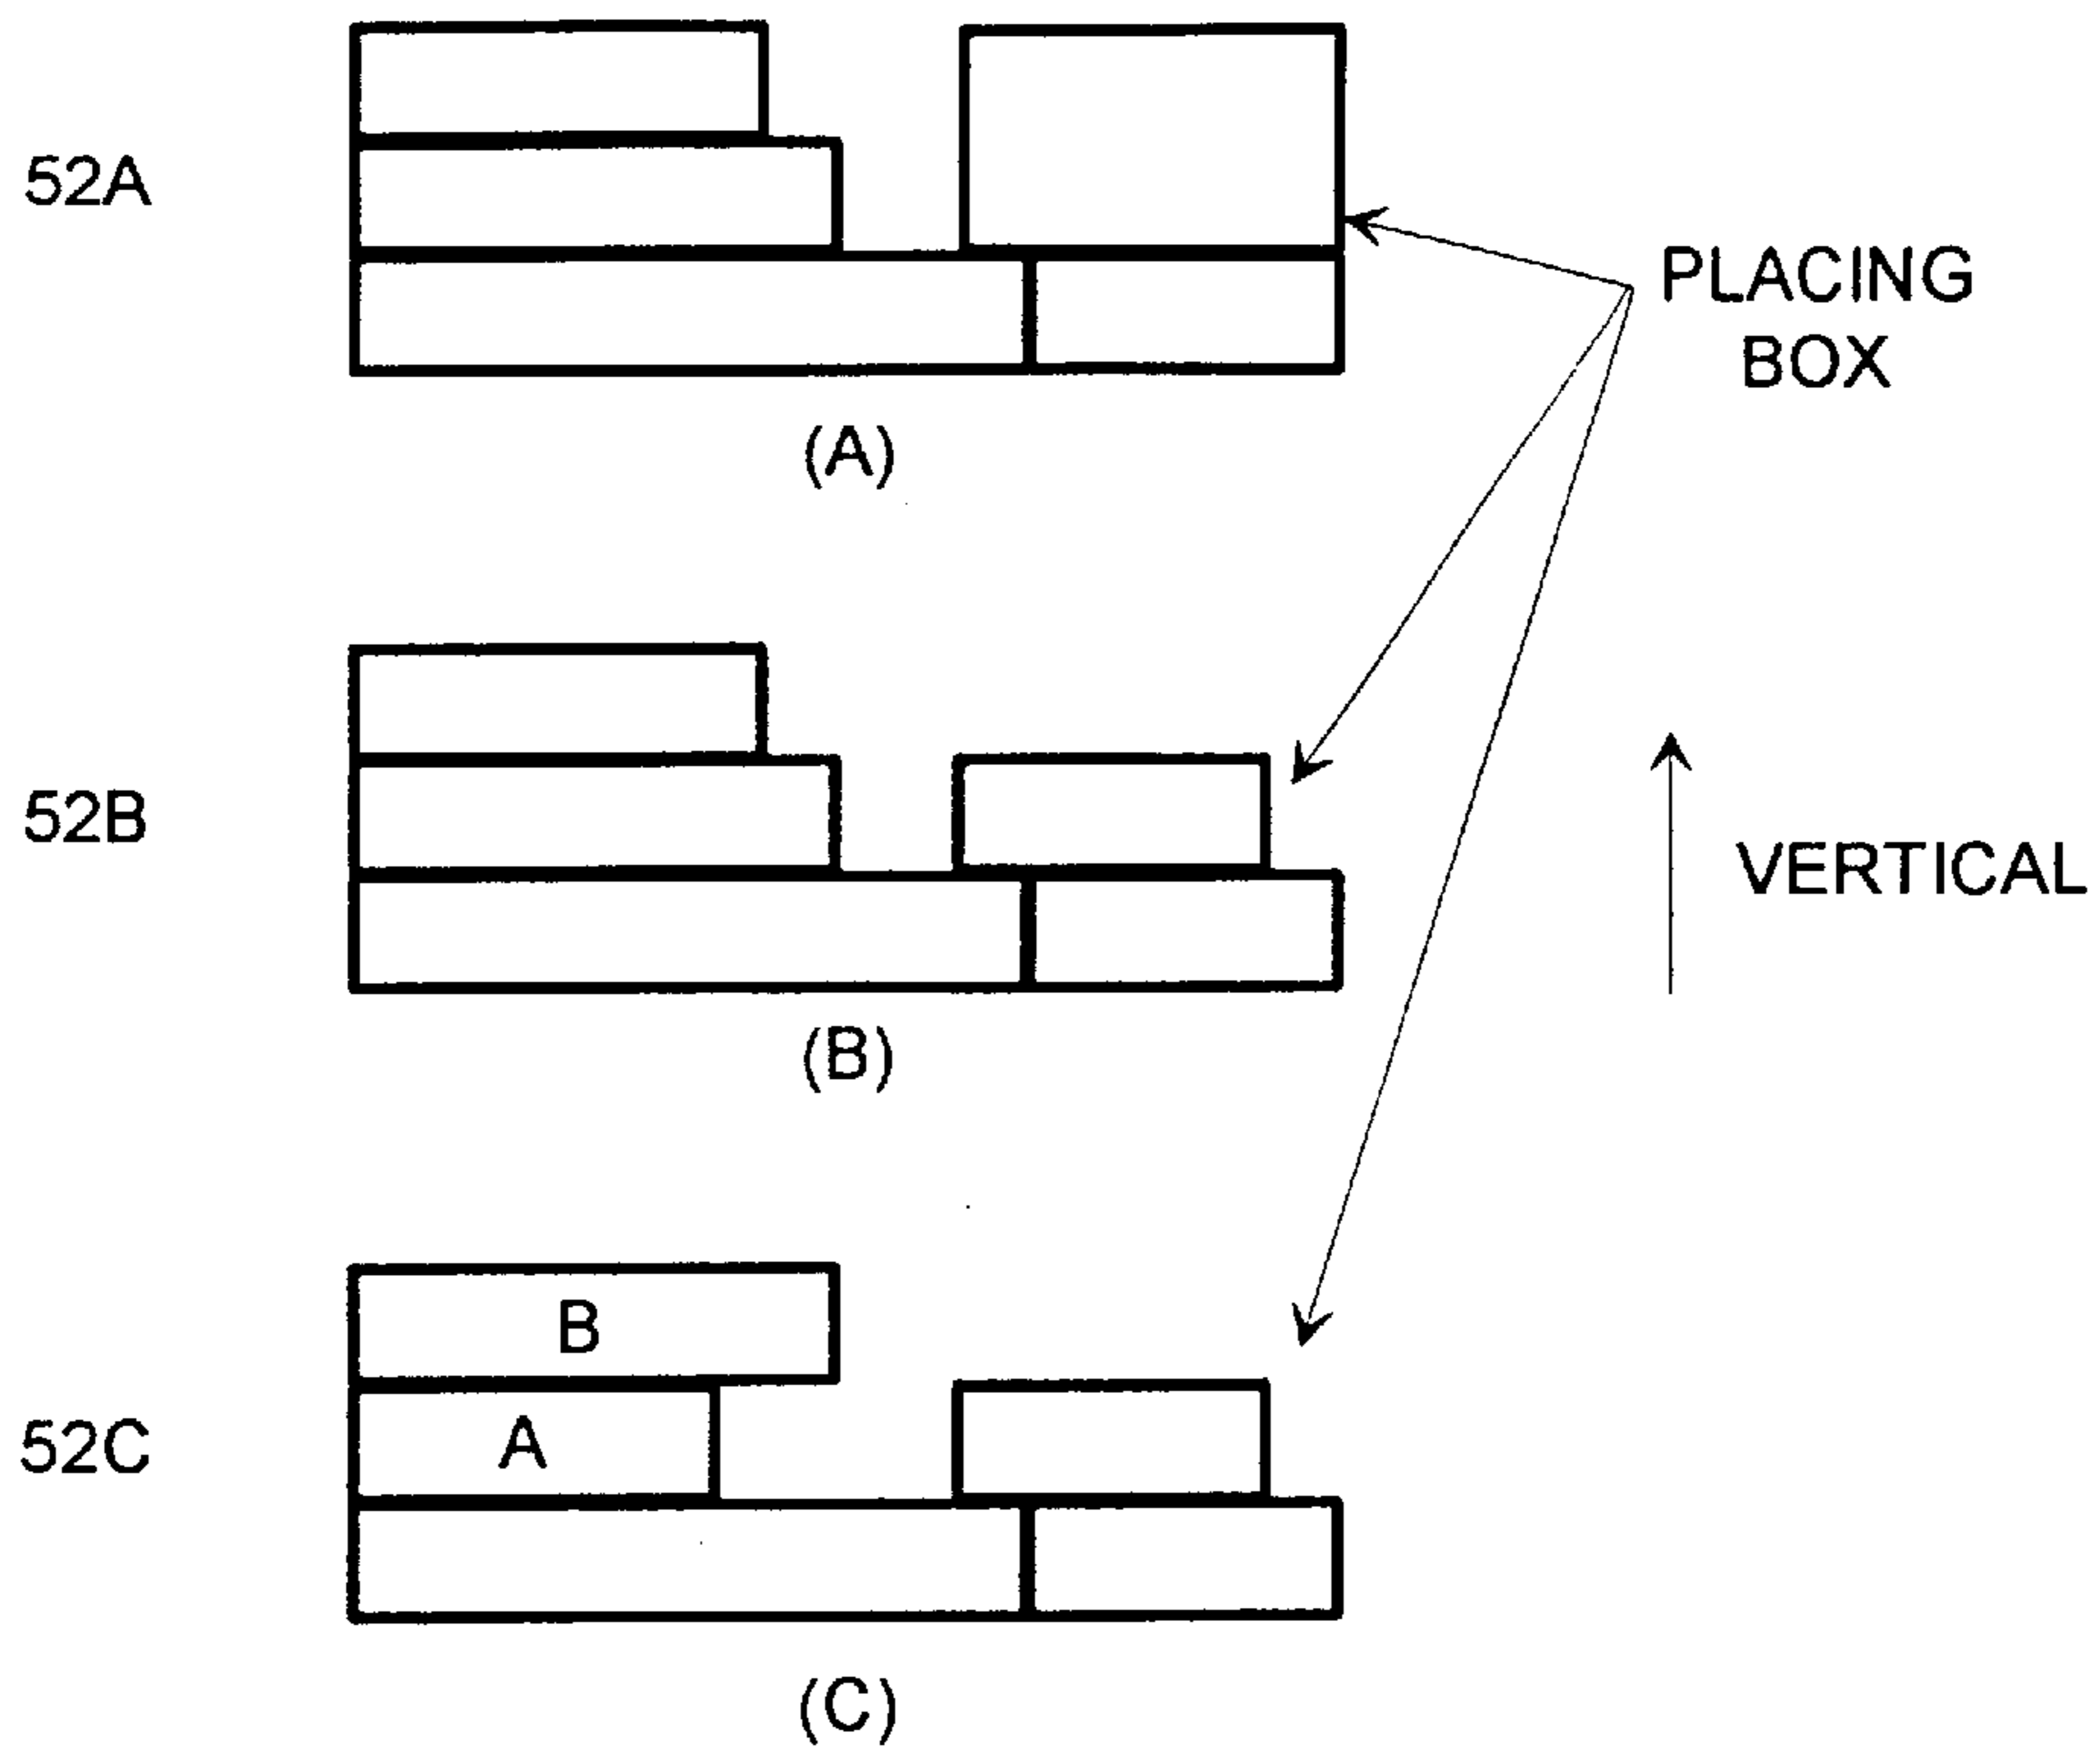 52A
PLACING
BOX
(A)
52B
VERTICAL
(B)
B
A
52C
(C)